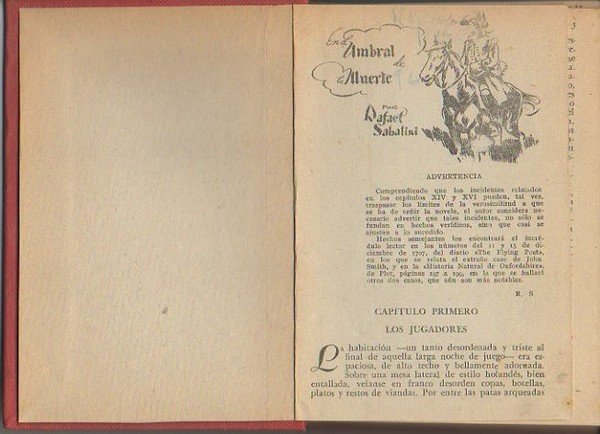 En el
Umbral
de
la
Muerte
por
Rafael
Sabatini
ADVERTENCIA
Comprendiendo que los incidentes relatados
en los capítulos XIV y XVI pueden, tal vez,
traspasar los límites de la verosimilitud a que
se ha de ceñir la novela, el autor considera ne-
cesario advertir que tales incidentes, no sólo se
fundan en hechos verídicos, sino que casi se
ajustan a lo sucedido.
Hechos semejantes los encontrará el incré-
dulo lector en los números del 11 y 13 de di-
ciembre de 1707, del diario «The Flying Post»,
en los que se relata el extraño caso de John
Smith, y en la «Historia Natural de Oxfordshire»,
de Plot, páginas 197 a 199, en la que se hallará
otros dos casos, que aún son más notables.
R. S
CAPITULO PRIMERO
LOS JUGADORES
La habitación —un tanto desordenada y triste al
final de aquella larga noche de juego— era es-
paciosa, de alto techo y bellamente adornada.
Sobre una mesa lateral de estilo holandés, bien
entallada, veíanse en franco desorden copas, botellas,
platos y restos de viandas. Por entre las patas arqueadas